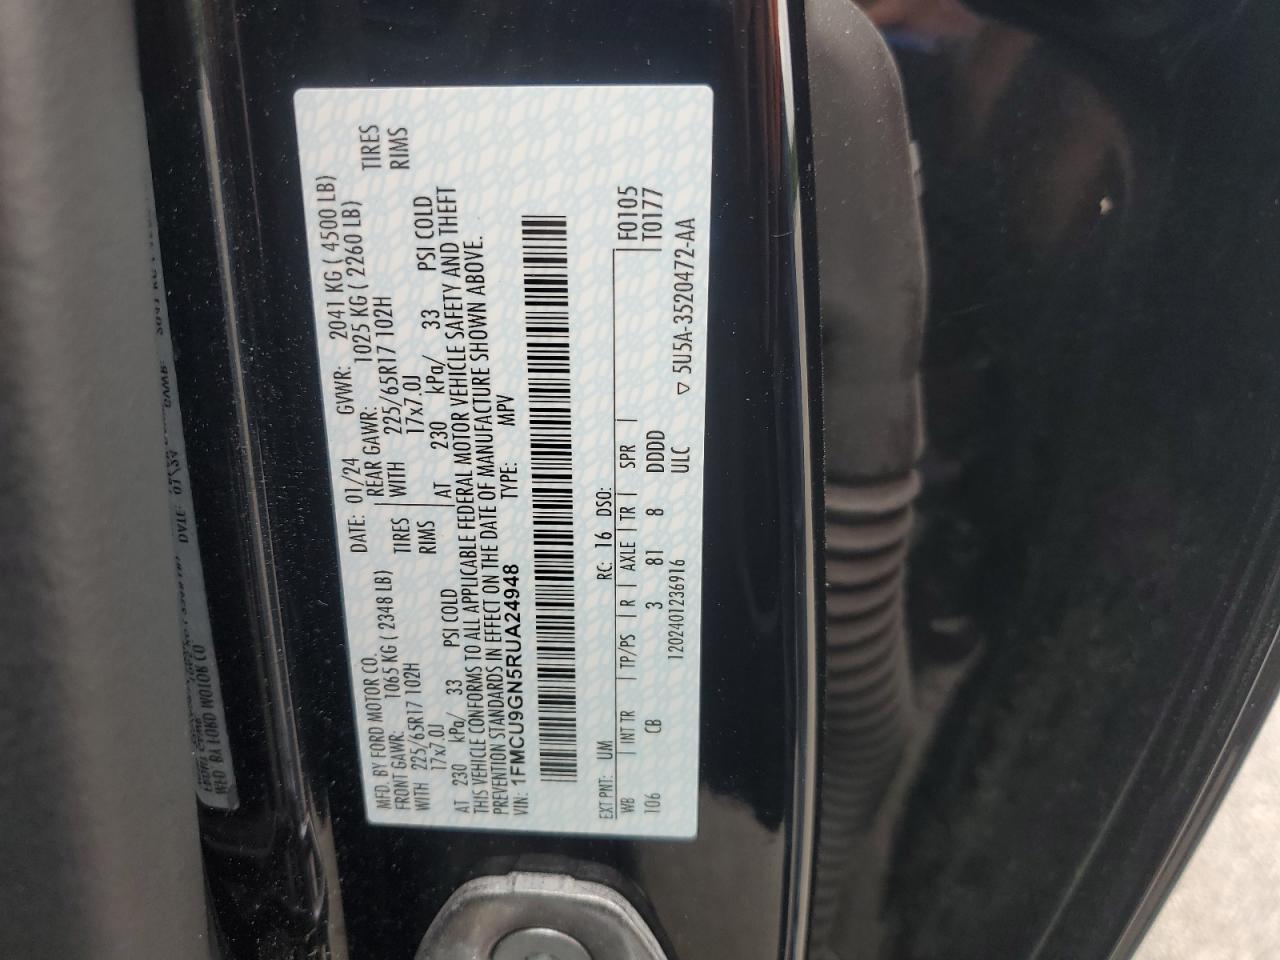 MFD. BY FORD MOTOR CO.
DATE: 01/24 GVWR: 2041 KG ( 4500 LB)
FRONT GAWR: 1065 KG ( 2348 LB)
REAR GAWR: 1025 KG ( 2260 LB)
WITH 225/65R17 102H TIRES
WITH 225/65R17 102H TIRES
17x7.0J RIMS
17x7.0J RIMS
AT 230 kPa/ 33 PSI COLD
AT 230 kPa/ 33 PSI COLD
THIS VEHICLE CONFORMS TO ALL APPLICABLE FEDERAL MOTOR VEHICLE SAFETY AND THEFT
PREVENTION STANDARDS IN EFFECT ON THE DATE OF MANUFACTURE SHOWN ABOVE.
VIN: 1FMCU9GN5RUA24948 TYPE: MPV
EXT PNT: UM RC: 16 DSO: F0105
WB INT TR TP/PS R AXLE TR SPR T0177
106 CB 3 81 8 DDDD
1202401236916 ULC ▽ 5U5A-3520472-AA